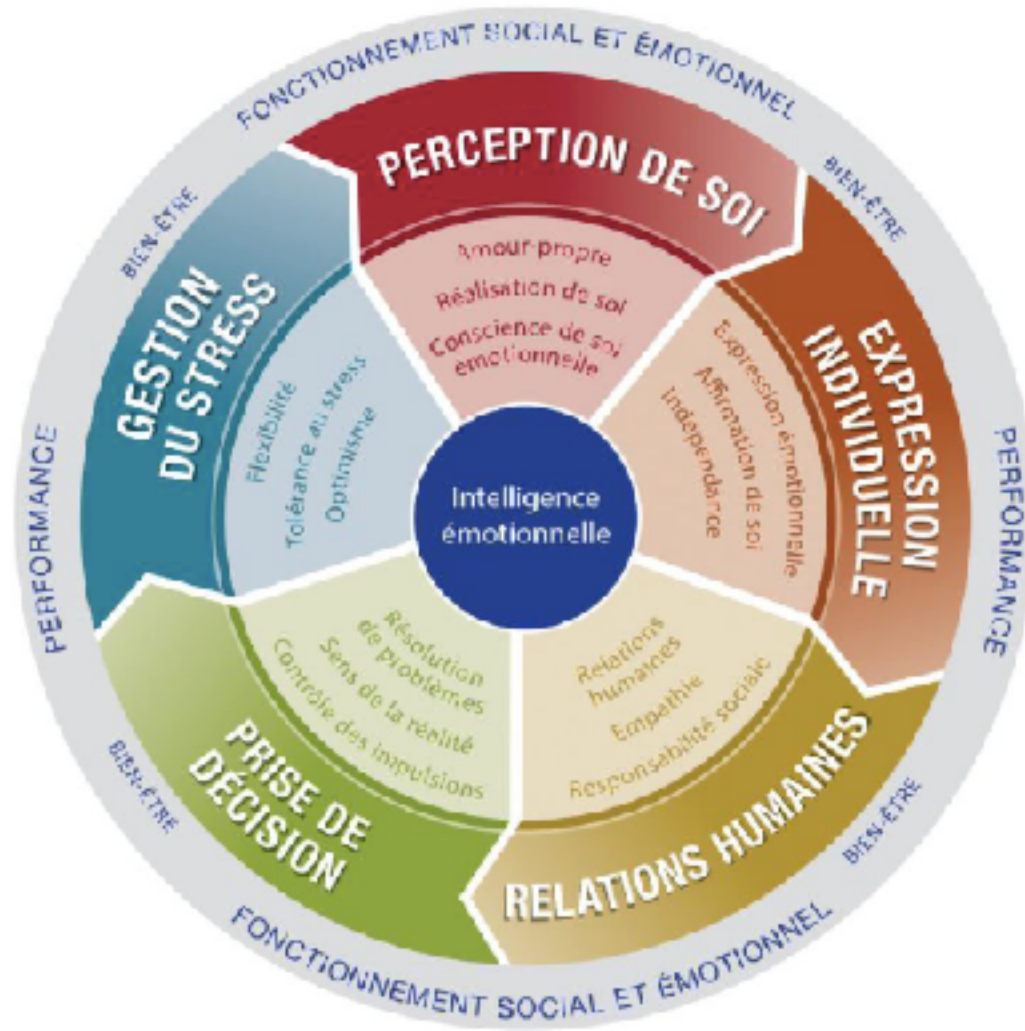 FONCTIONNEMENT SOCIAL ET ÉMOTIONNEL
BIEN-ÊTRE
BIEN-ÊTRE
PERFORMANCE
PERFORMANCE
PERCEPTION DE SOI
Amour-propre
Réalisation de soi
Conscience de soi
émotionnelle
EXPRESSION
INDIVIDUELLE
Expression émotionnelle
Affirmation de soi
Indépendance
RELATIONS HUMAINES
Relations
humaines
Empathie
Responsabilité sociale
PRISE DE
DÉCISION
Résolution
de problèmes
Sens de la réalité
Contrôle des impulsions
GESTION
DU STRESS
Flexibilité
Tolérance au stress
Optimisme
Intelligence
émotionnelle
BIEN-ÊTRE
BIEN-ÊTRE
FONCTIONNEMENT SOCIAL ET ÉMOTIONNEL